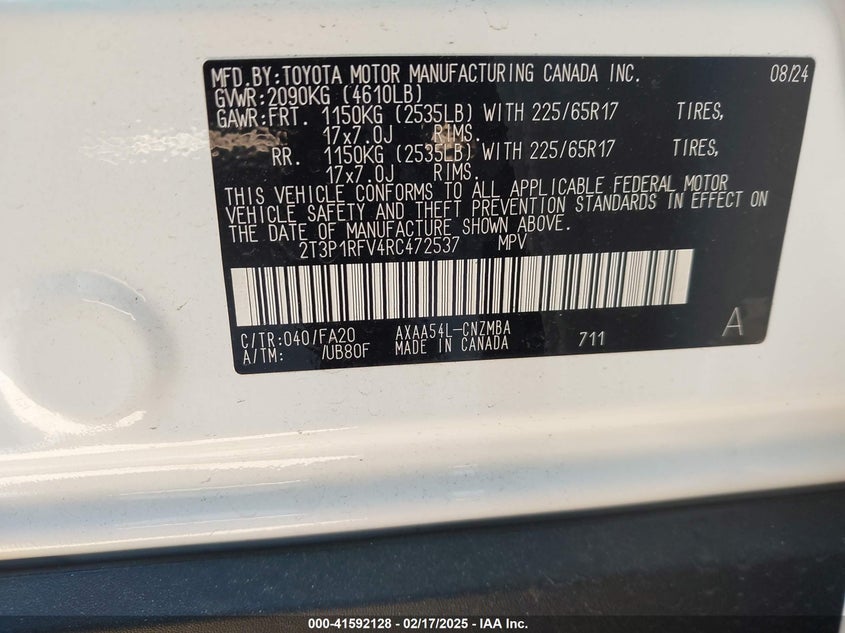 MFD.BY:TOYOTA MOTOR MANUFACTURING CANADA INC. 08/24
GVWR:2090KG (4610LB)
GAWR:FRT. 1150KG (2535LB) WITH 225/65R17 TIRES,
17x7.0J RIMS.
RR. 1150KG (2535LB) WITH 225/65R17 TIRES,
17x7.0J RIMS.
THIS VEHICLE CONFORMS TO ALL APPLICABLE FEDERAL MOTOR
VEHICLE SAFETY AND THEFT PREVENTION STANDARDS IN EFFECT ON
THE DATE OF MANUFACTURE SHOWN ABOVE.
2T3P1RFV4RC472537 MPV
C/TR:040/FA20 AXAA54L-CNZMBA A
A/TM: /UB80F MADE IN CANADA 711
000-41592128 - 02/17/2025 - IAA Inc.